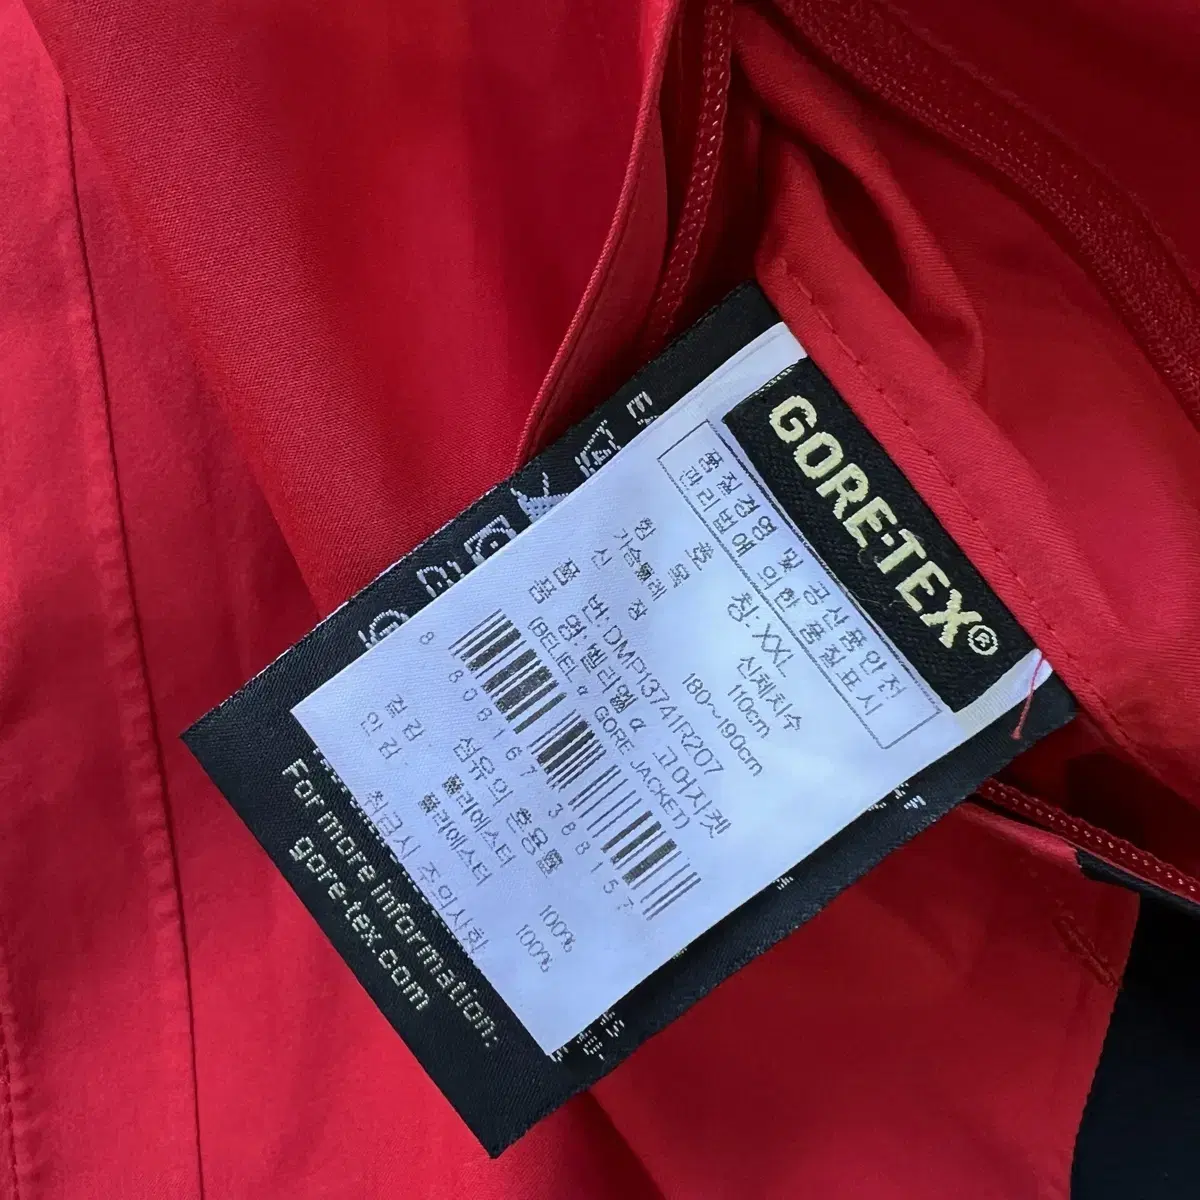 GORE-TEX®
품질경영 및 공산품안전
관리법에 의한 품질표시
호 칭: XXL
항 목 신체치수
가슴둘레 110cm
신 장 180~190cm
품 번: DMP13741R207
품 명: 벨리엘α 고어자켓
(BELIEL α GORE JACKET)
8 808167 388157
섬유의 혼용률
겉감 폴리에스터 100%
안감 폴리에스터 100%
취급시 주의사항
For more information:
gore-tex.com